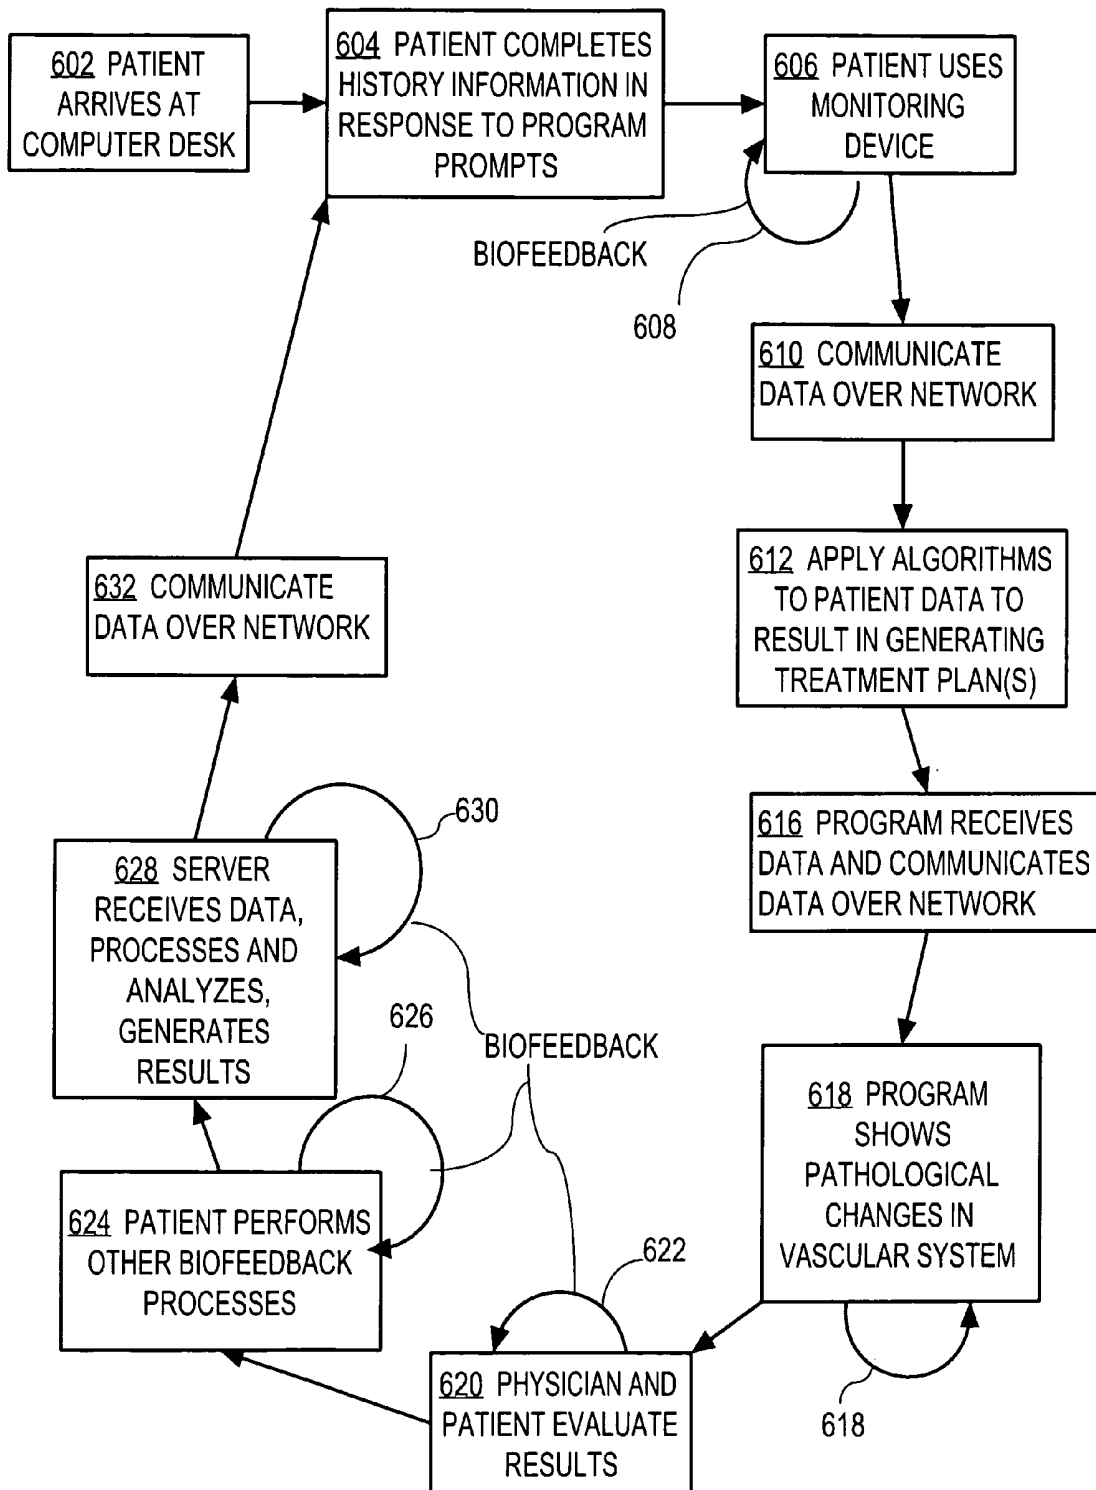 602 PATIENT
ARRIVES AT
COMPUTER DESK
604 PATIENT COMPLETES
HISTORY INFORMATION IN
RESPONSE TO PROGRAM
PROMPTS
606 PATIENT USES
MONITORING
DEVICE
BIOFEEDBACK
608
610 COMMUNICATE
DATA OVER NETWORK
612 APPLY ALGORITHMS
TO PATIENT DATA TO
RESULT IN GENERATING
TREATMENT PLAN(S)
616 PROGRAM RECEIVES
DATA AND COMMUNICATES
DATA OVER NETWORK
618 PROGRAM
SHOWS
PATHOLOGICAL
CHANGES IN
VASCULAR SYSTEM
618
620 PHYSICIAN AND
PATIENT EVALUATE
RESULTS
622
BIOFEEDBACK
624 PATIENT PERFORMS
OTHER BIOFEEDBACK
PROCESSES
626
628 SERVER
RECEIVES DATA,
PROCESSES AND
ANALYZES,
GENERATES
RESULTS
630
632 COMMUNICATE
DATA OVER NETWORK